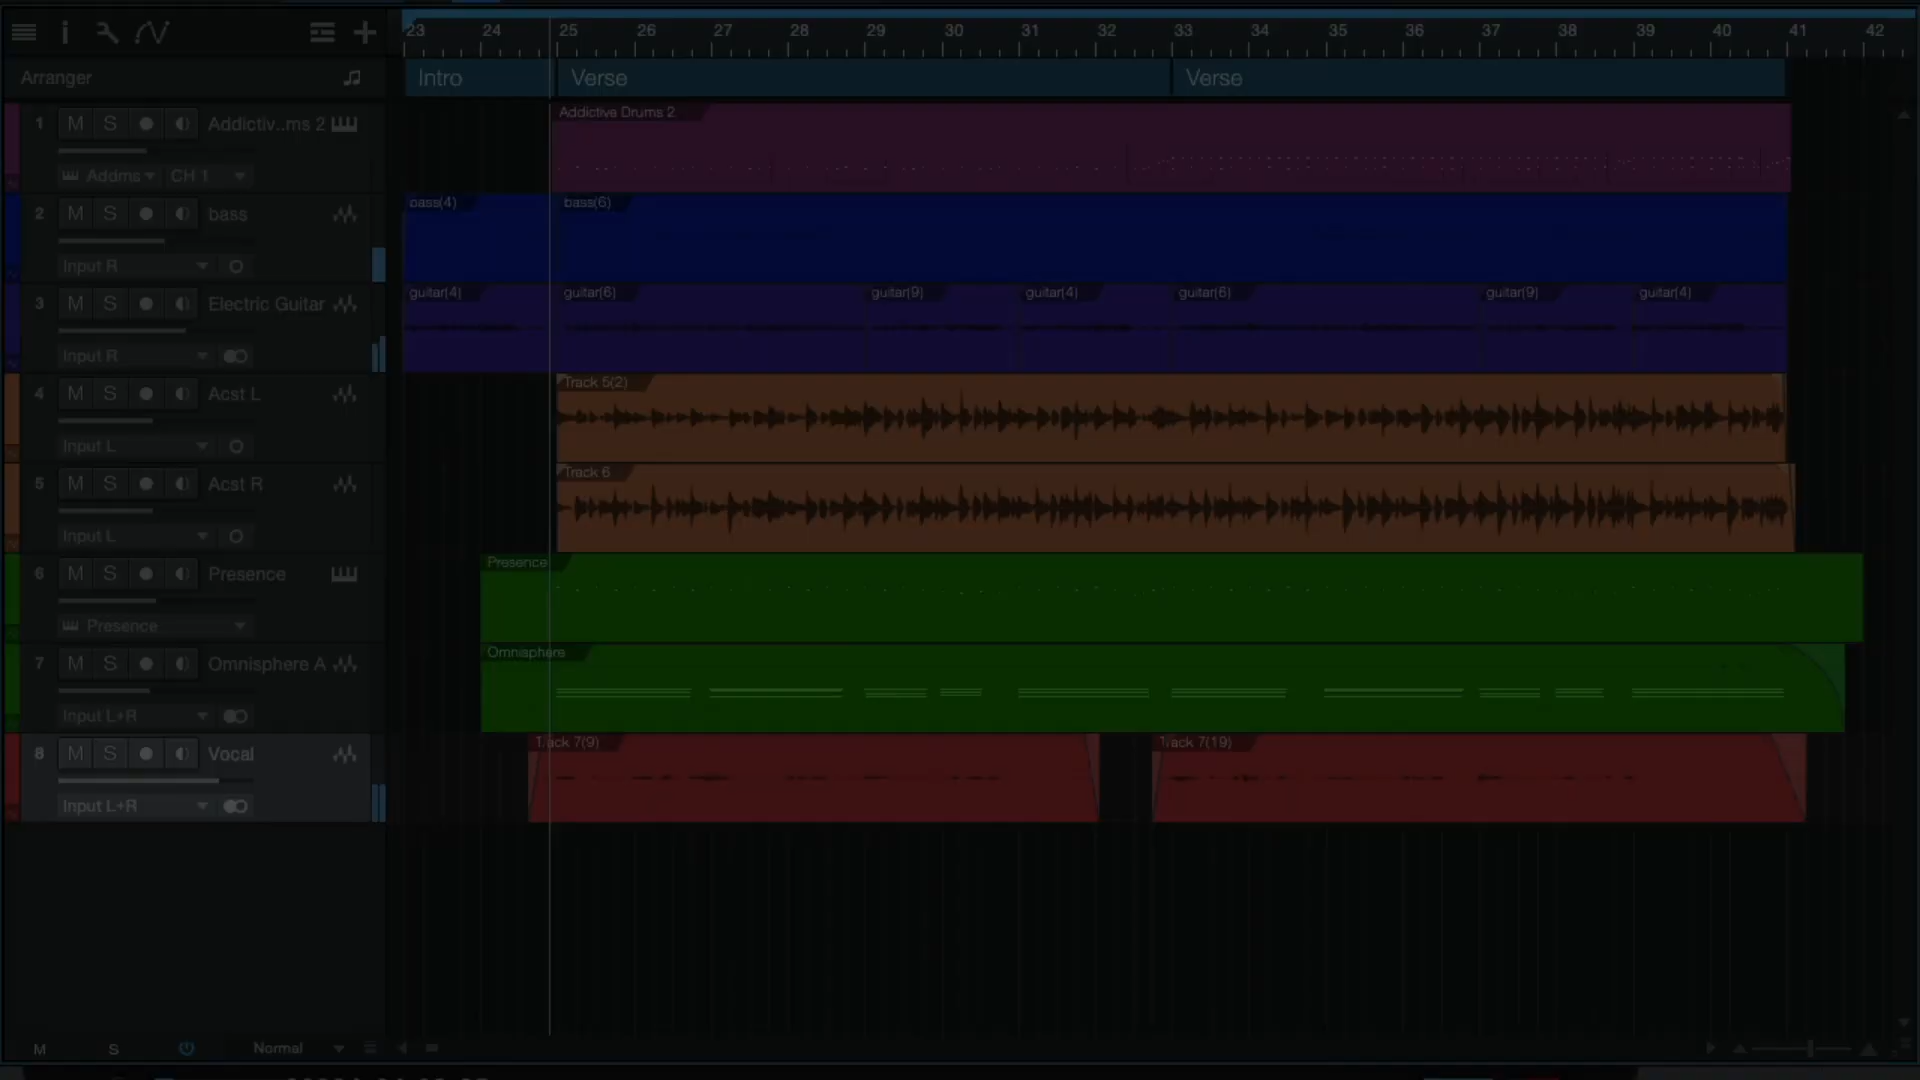 23 24 25 26 27 28 29 30 31 32 33 34 35 36 37 38 39 40 41 42
Arranger
Intro Verse Verse
1 M S Addictiv..ms 2
Addms CH 1
Addictive Drums 2
2 M S bass
Input R
bass(4) bass(6)
3 M S Electric Guitar
Input R
guitar(4) guitar(6) guitar(9) guitar(4) guitar(6) guitar(9) guitar(4)
4 M S Acst L
Input L
Track 5(2)
5 M S Acst R
Input L
Track 6
6 M S Presence
Presence
Presence
7 M S Omnisphere A
Input L+R
Omnisphere
8 M S Vocal
Input L+R
Track 7(9) Track 7(19)
M S Normal